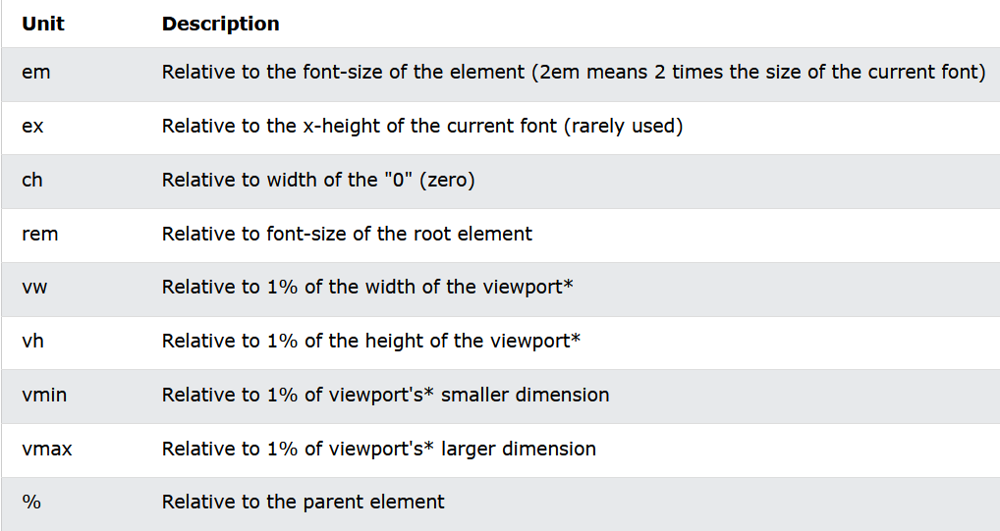 Unit Description
em Relative to the font-size of the element (2em means 2 times the size of the current font)
ex Relative to the x-height of the current font (rarely used)
ch Relative to width of the "0" (zero)
rem Relative to font-size of the root element
vw Relative to 1% of the width of the viewport*
vh Relative to 1% of the height of the viewport*
vmin Relative to 1% of viewport's* smaller dimension
vmax Relative to 1% of viewport's* larger dimension
% Relative to the parent element